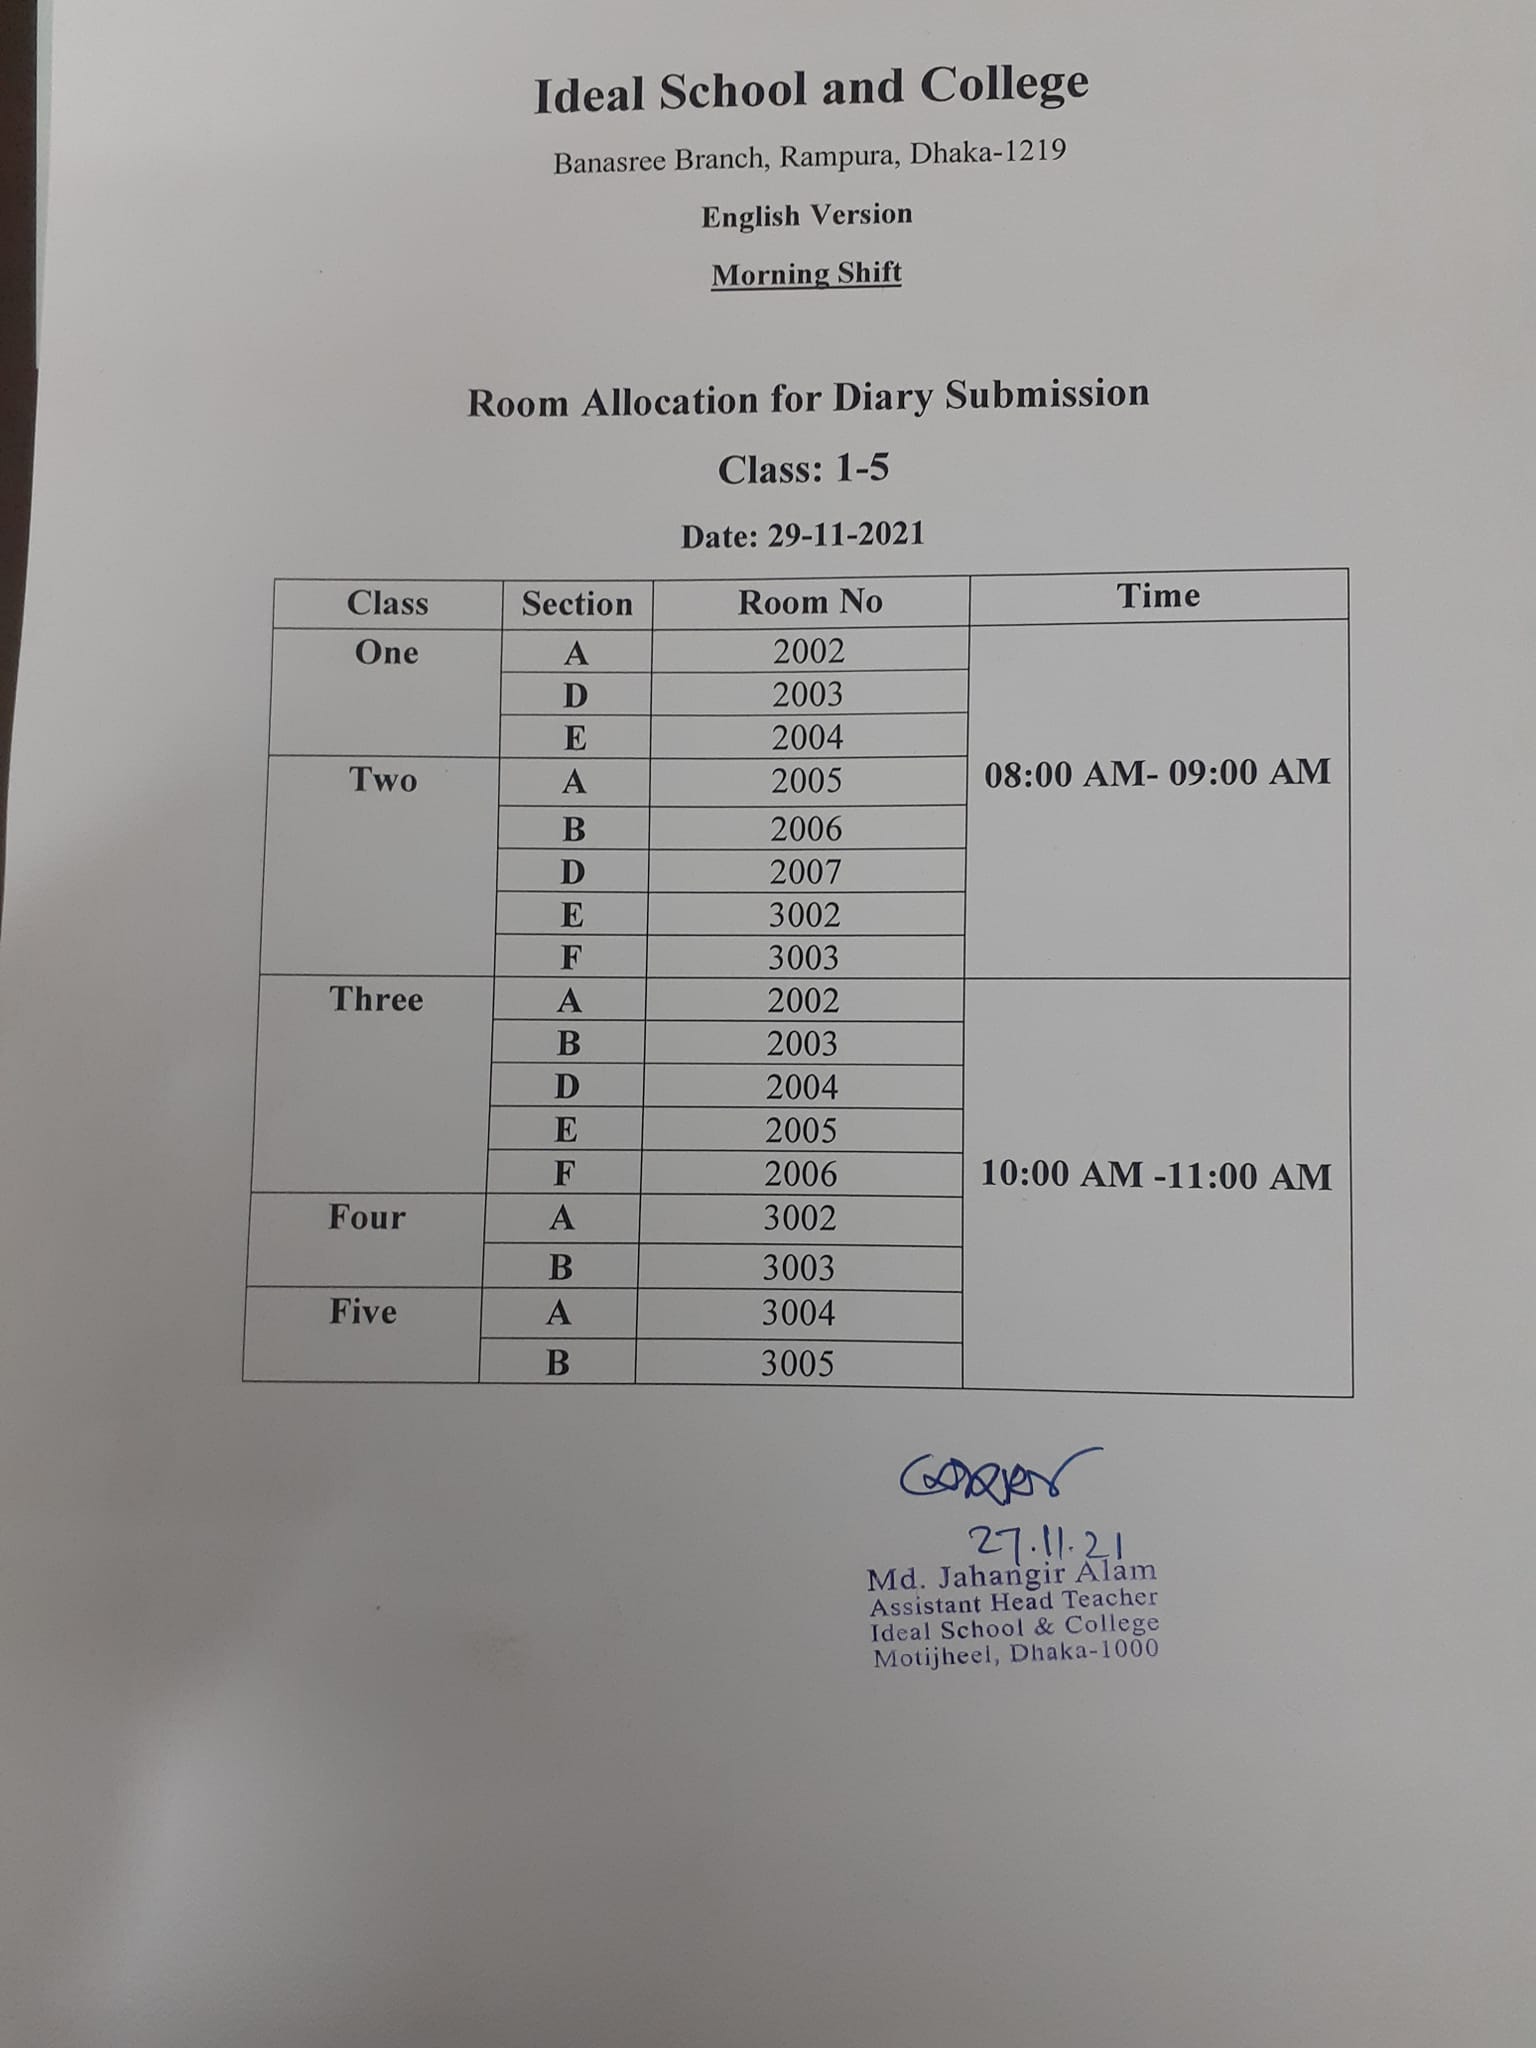 Ideal School and College
Banasree Branch, Rampura, Dhaka-1219
English Version
Morning Shift
Room Allocation for Diary Submission
Class: 1-5
Date: 29-11-2021
Class Section Room No Time
One A 2002
D 2003
E 2004
Two A 2005 08:00 AM- 09:00 AM
B 2006
D 2007
E 3002
F 3003
Three A 2002
B 2003
D 2004
E 2005
F 2006 10:00 AM -11:00 AM
Four A 3002
B 3003
Five A 3004
B 3005
27.11.21
Md. Jahangir Alam
Assistant Head Teacher
Ideal School & College
Motijheel, Dhaka-1000